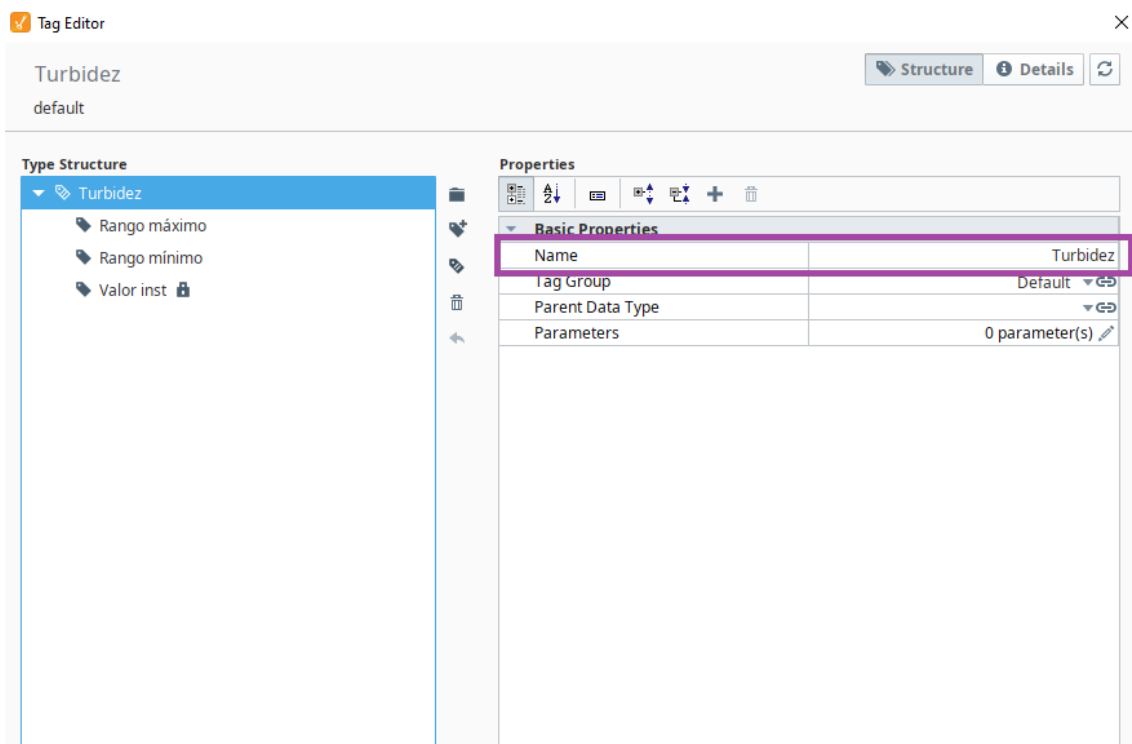 Tag Editor
Turbidez
default
Structure
Details
Type Structure
Turbidez
Rango máximo
Rango mínimo
Valor inst
Properties
Basic Properties
Name Turbidez
Tag Group Default
Parent Data Type
Parameters 0 parameter(s)